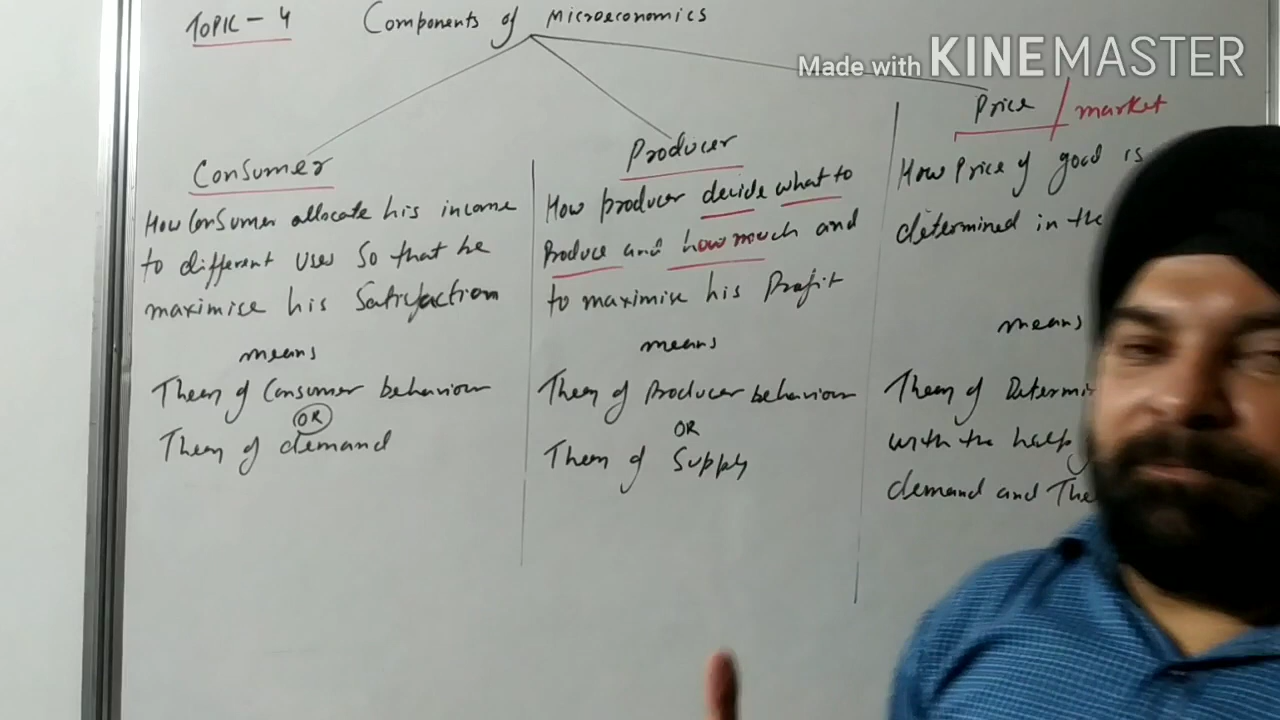 TOPIC - 4 Components of Microeconomics
Made with KINEMASTER
Consumer
How Consumer allocate his income
to different uses So that he
maximise his Satisfaction
means
Theory of Consumer behaviour
OR
Theory of demand
Producer
How producer decide what to
Produce and how much and
to maximise his Profit
means
Theory of Producer behaviour
OR
Theory of Supply
Price / market
How Price of good is
determined in the
means
Theory of
with the help
demand and